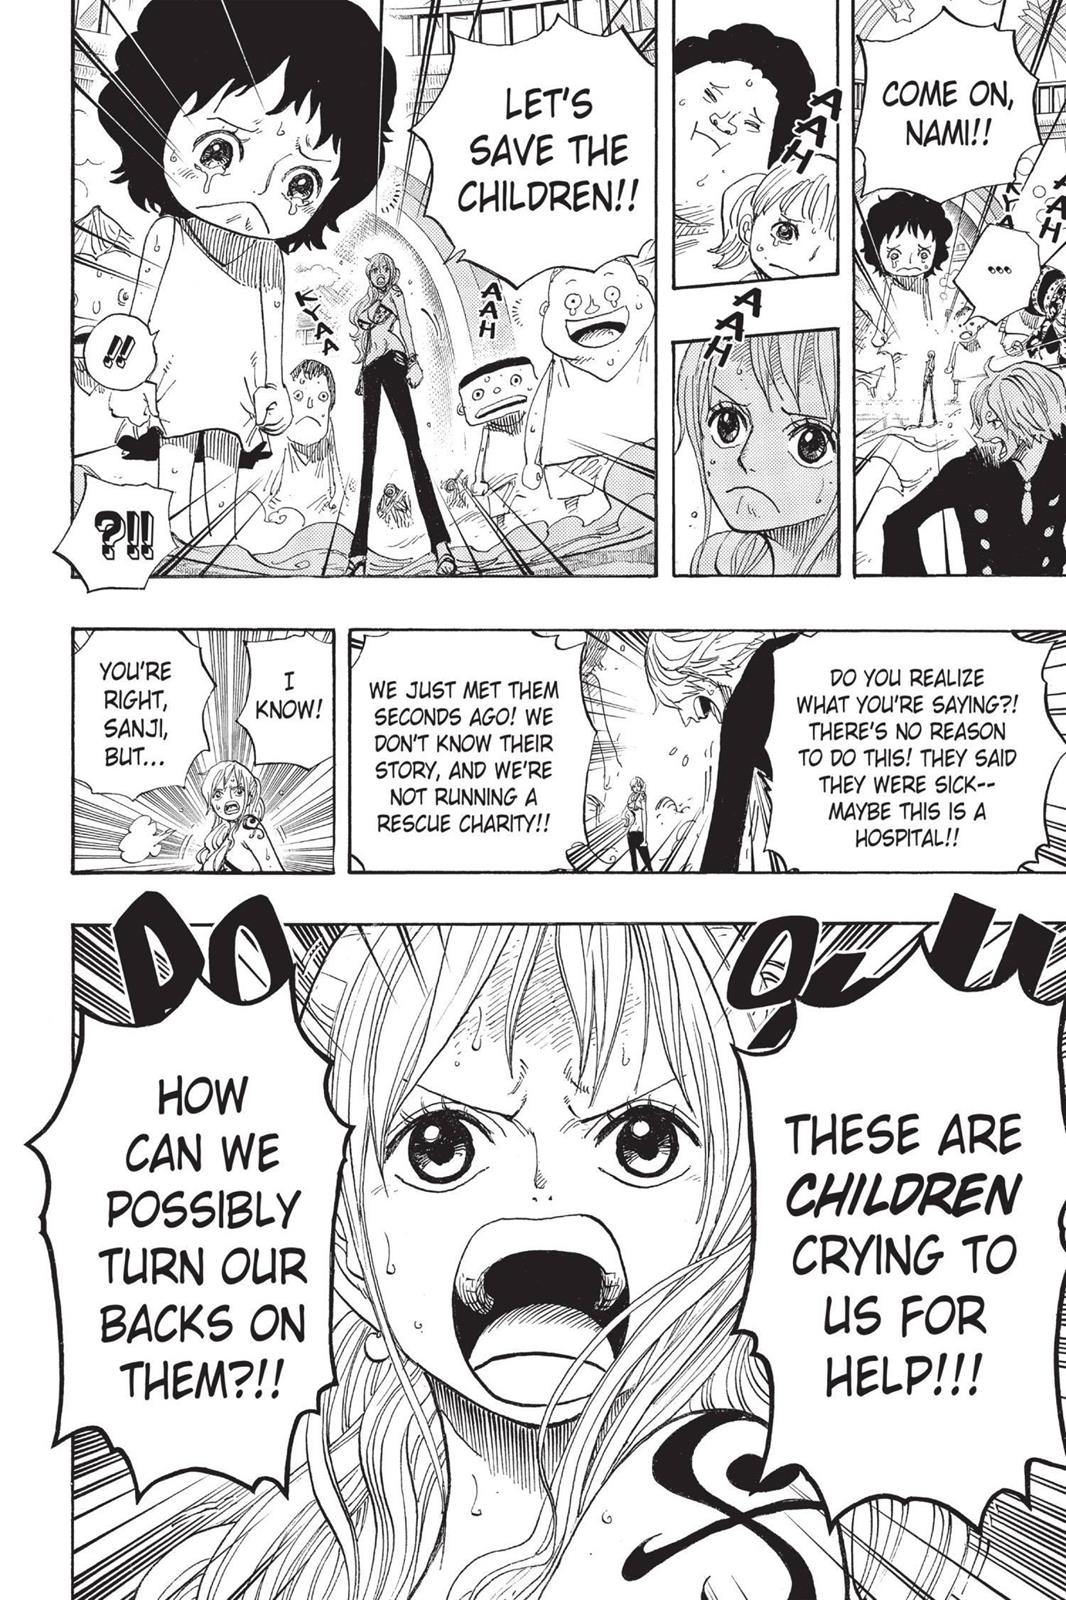 COME ON,
NAMI!!
KYA
AAH
...
AAH
AAH
LET'S
SAVE THE
CHILDREN!!
AAH
KYAA
!!
?!!
DO YOU REALIZE
WHAT YOU'RE SAYING?!
THERE'S NO REASON
TO DO THIS! THEY SAID
THEY WERE SICK--
MAYBE THIS IS A
HOSPITAL!!
WE JUST MET THEM
SECONDS AGO! WE
DON'T KNOW THEIR
STORY, AND WE'RE
NOT RUNNING A
RESCUE CHARITY!!
I
KNOW!
YOU'RE
RIGHT,
SANJI,
BUT...
DO
THESE ARE
CHILDREN
CRYING TO
US FOR
HELP!!!
HOW
CAN WE
POSSIBLY
TURN OUR
BACKS ON
THEM?!!